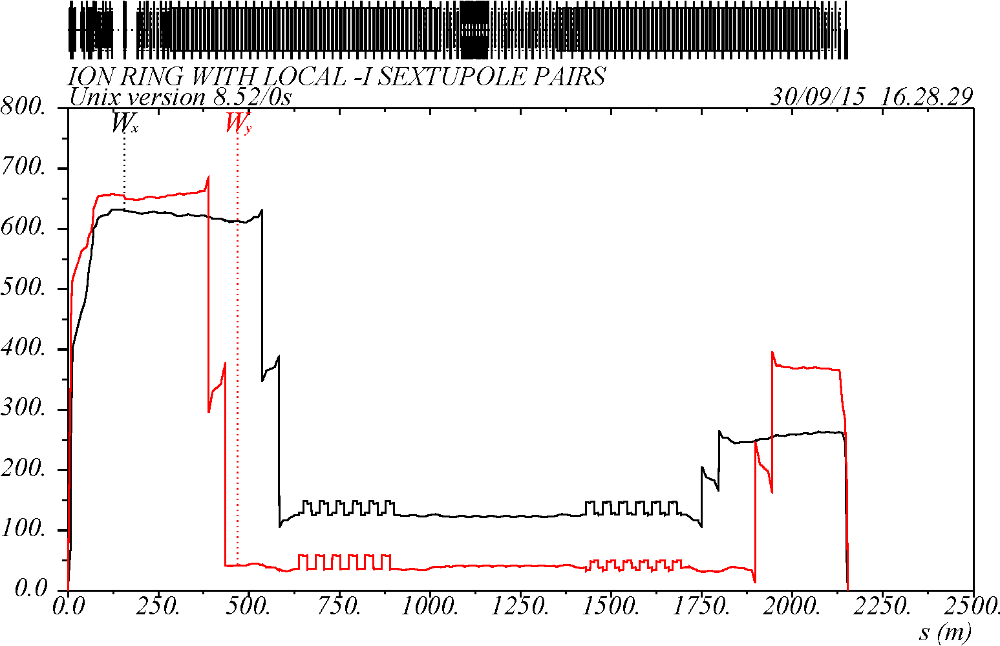 ION RING WITH LOCAL -I SEXTUPOLE PAIRS
Unix version 8.52/0s 30/09/15 16.28.29
800.
Wx Wy
700.
600.
500.
400.
300.
200.
100.
0.0
0.0 250. 500. 750. 1000. 1250. 1500. 1750. 2000. 2250. 2500.
s (m)